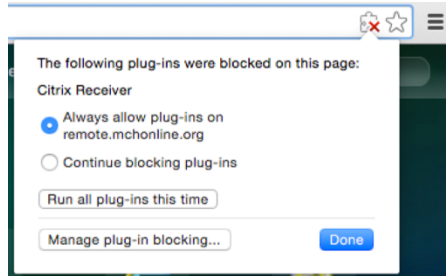 The following plug-ins were blocked on this page:
Citrix Receiver
Always allow plug-ins on
remote.mchonline.org
Continue blocking plug-ins
Run all plug-ins this time
Manage plug-in blocking...
Done